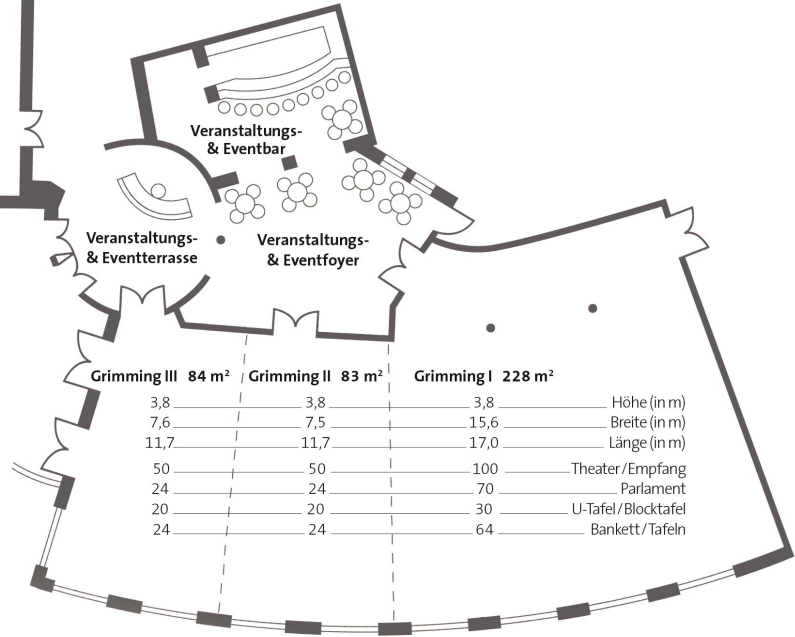 Veranstaltungs-
& Eventbar
Veranstaltungs-
& Eventterrasse
Veranstaltungs-
& Eventfoyer
Grimming III 84 m² Grimming II 83 m² Grimming I 228 m²
3,8 3,8 3,8 Höhe (in m)
7,6 7,5 15,6 Breite (in m)
11,7 11,7 17,0 Länge (in m)
50 50 100 Theater/Empfang
24 24 70 Parlament
20 20 30 U-Tafel/Blocktafel
24 24 64 Bankett/Tafeln